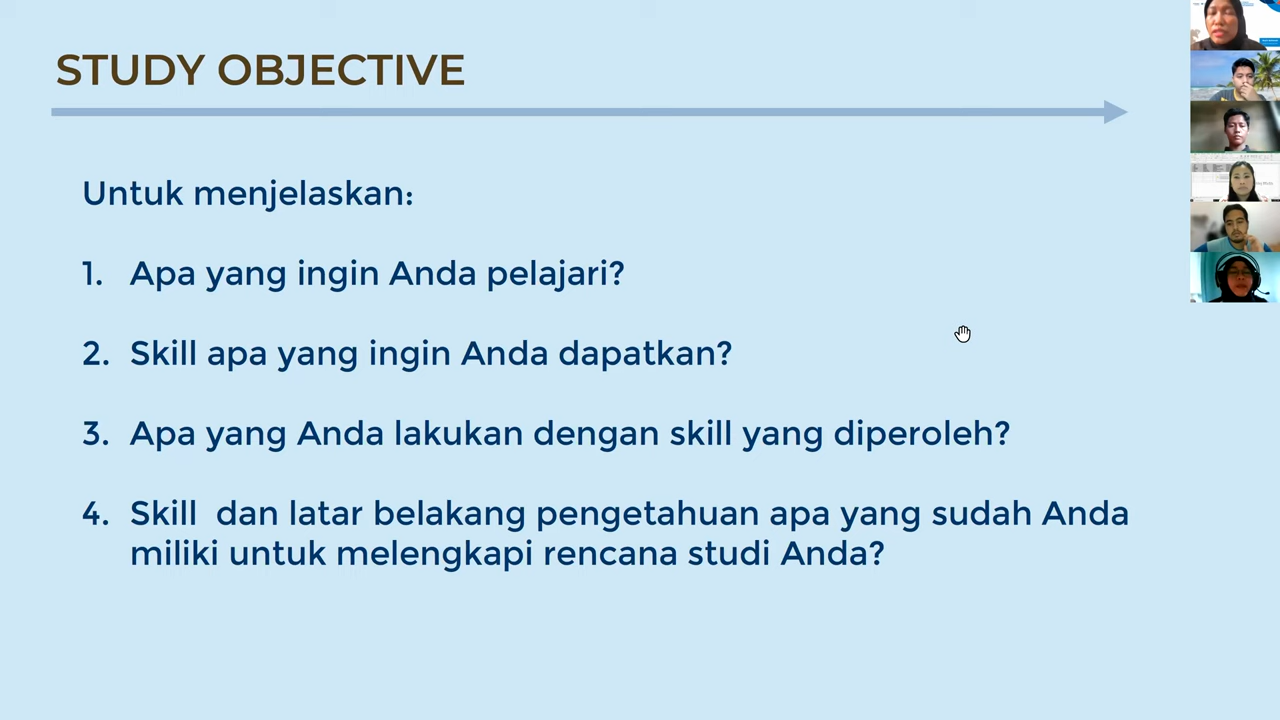 STUDY OBJECTIVE
Untuk menjelaskan:
1. Apa yang ingin Anda pelajari?
2. Skill apa yang ingin Anda dapatkan?
3. Apa yang Anda lakukan dengan skill yang diperoleh?
4. Skill  dan latar belakang pengetahuan apa yang sudah Anda
miliki untuk melengkapi rencana studi Anda?